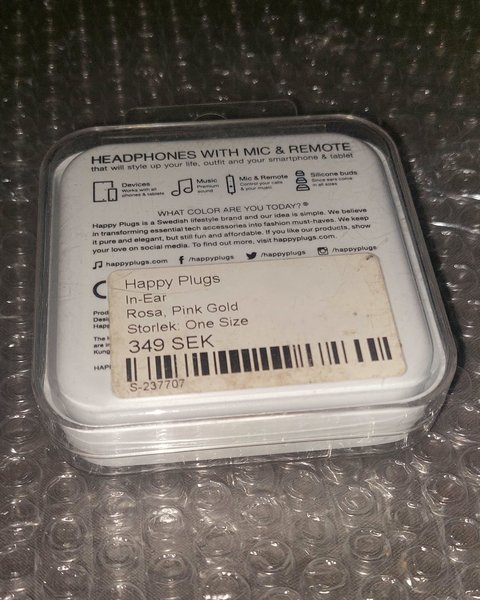 HEADPHONES WITH MIC & REMOTE
that will style up your life, outfit and your smartphone & tablet
Devices
Works with all
phones & tablets
Music
Premium
sound
Mic & Remote
Control your calls
& your music
Silicone buds
Since ears come
in all sizes
WHAT COLOR ARE YOU TODAY?®
Happy Plugs is a Swedish lifestyle brand and our idea is simple. We believe
in transforming essential tech accessories into fashion must-haves. We keep
it pure and elegant, but still fun and affordable. If you like our products, show
your love on social media. To find out more, visit happyplugs.com.
happyplugs.com
/happyplugs
/happyplugs
/happyplugs
Happy Plugs
In-Ear
Rosa, Pink Gold
Storlek: One Size
349 SEK
S-237707